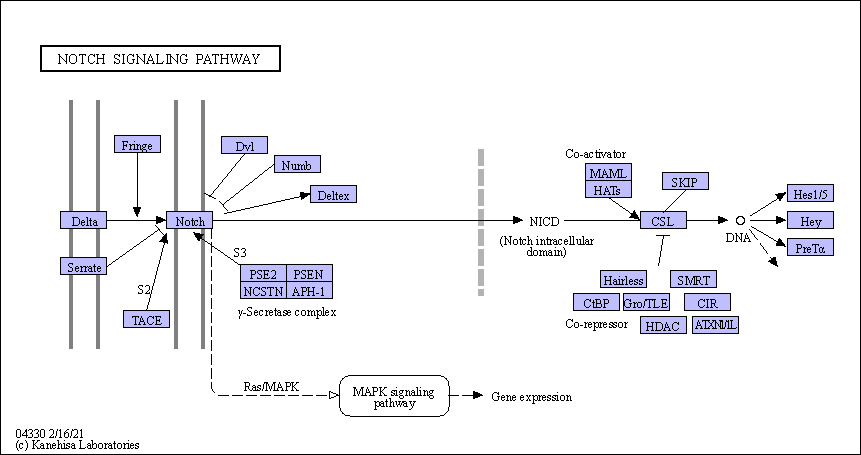 NOTCH SIGNALING PATHWAY
Fringe
Dvl
Numb
Deltex
Delta
Notch
Serrate
S2
TACE
S3
PSE2
PSEN
NCSTN
APH-1
γ-Secretase complex
NICD
(Notch intracellular
domain)
Co-activator
MAML
HATs
SKIP
CSL
DNA
Hes1/5
Hey
PreTα
Hairless
SMRT
CtBP
Gro/TLE
CIR
Co-repressor
HDAC
ATXN1/1L
Ras/MAPK
MAPK signaling
pathway
Gene expression
04330 2/16/21
(c) Kanehisa Laboratories